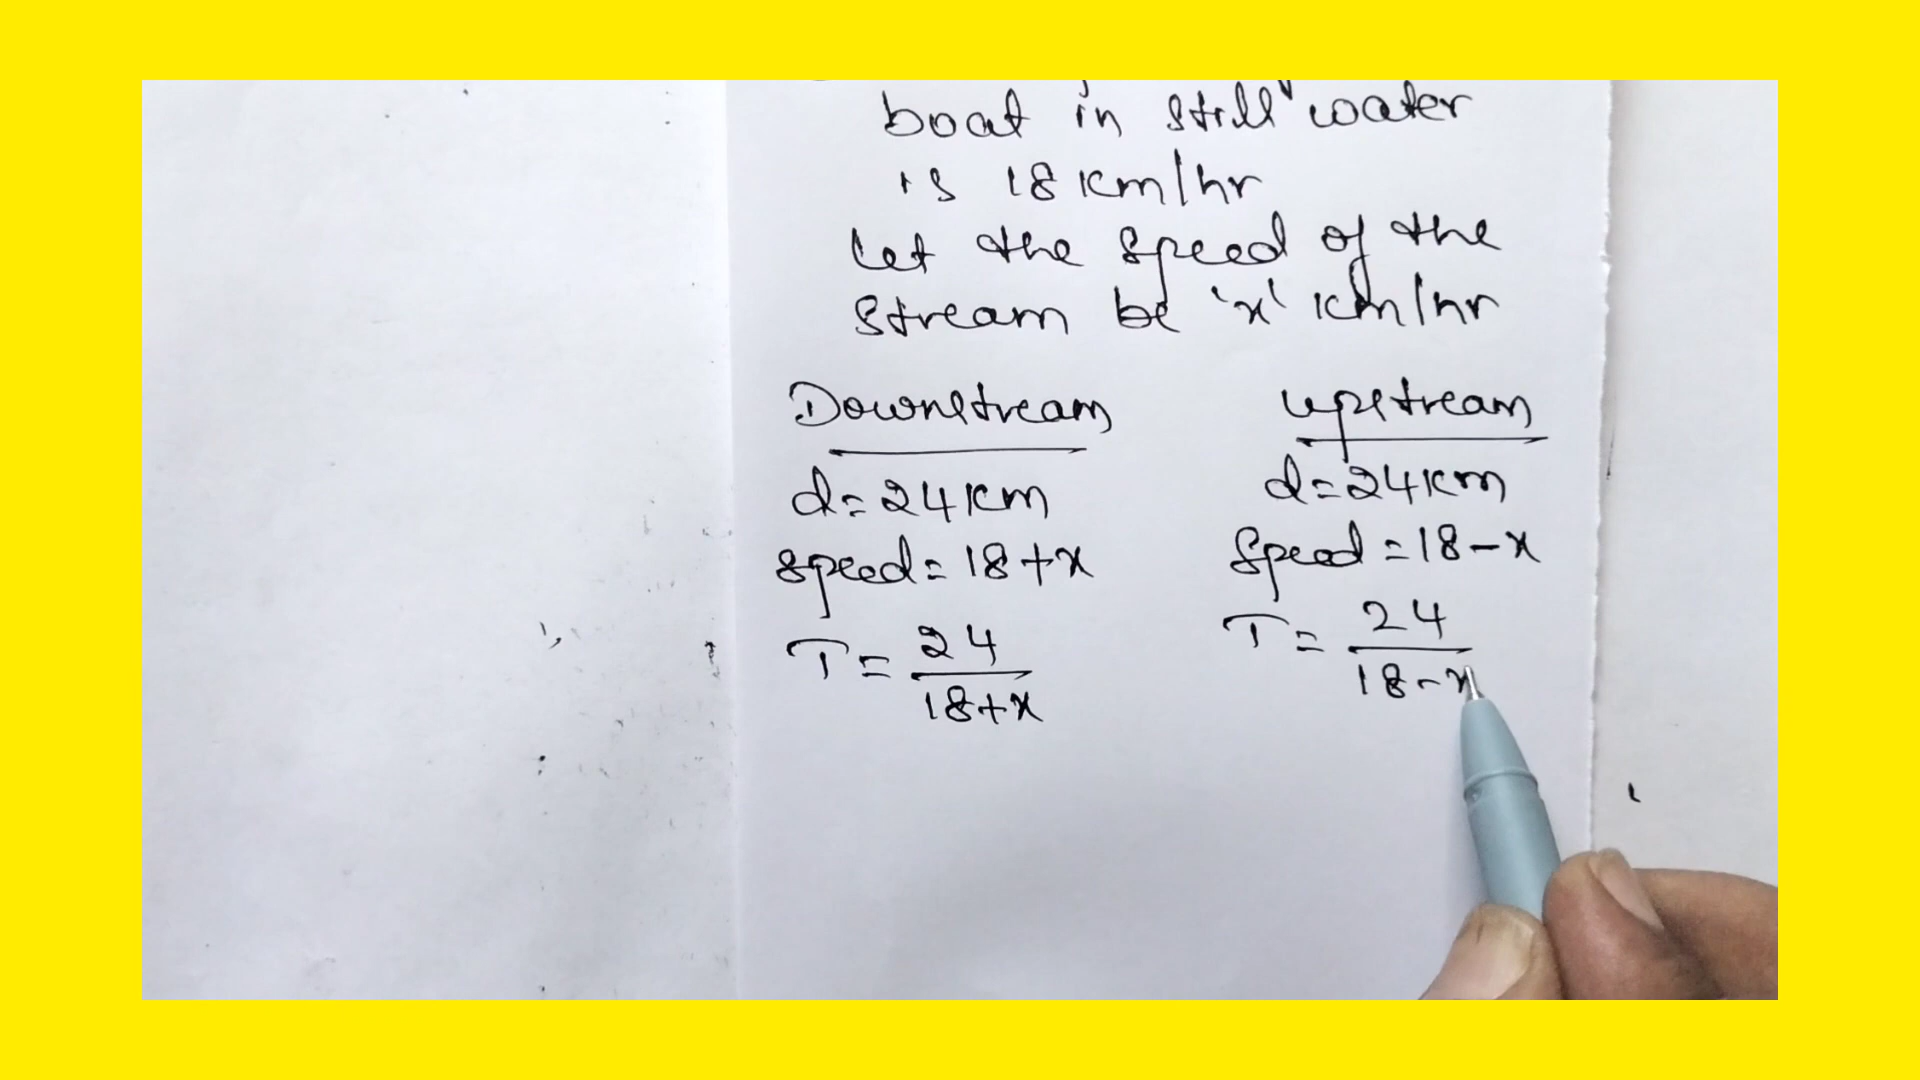 boat in still water
is 18 km/hr
Let the speed of the
stream be 'x' km/hr
Downstream
d=24km
speed=18+x
T=24/18+x
upstream
d=24km
Speed=18-x
T=24/18-x